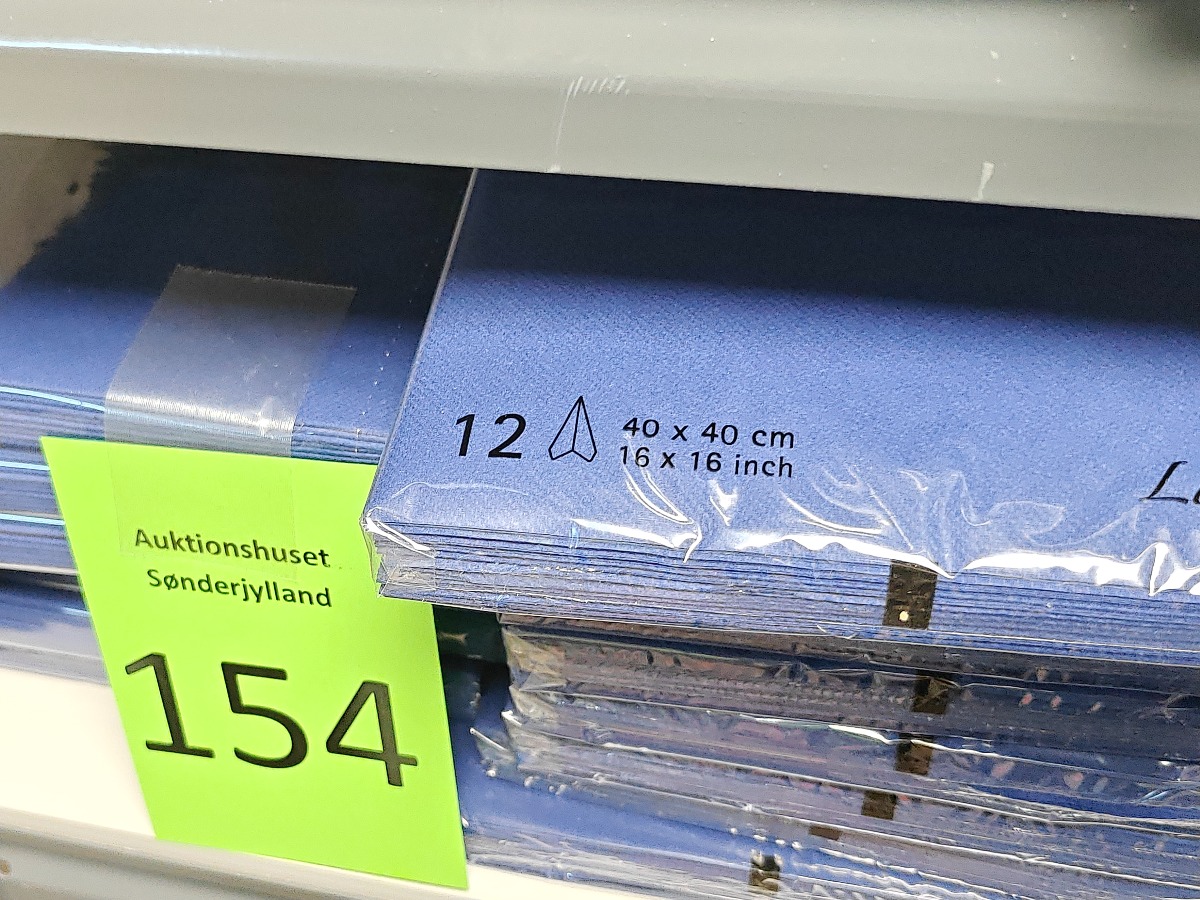 12
40 x 40 cm
16 x 16 inch
Auktionshuset
Sønderjylland
154